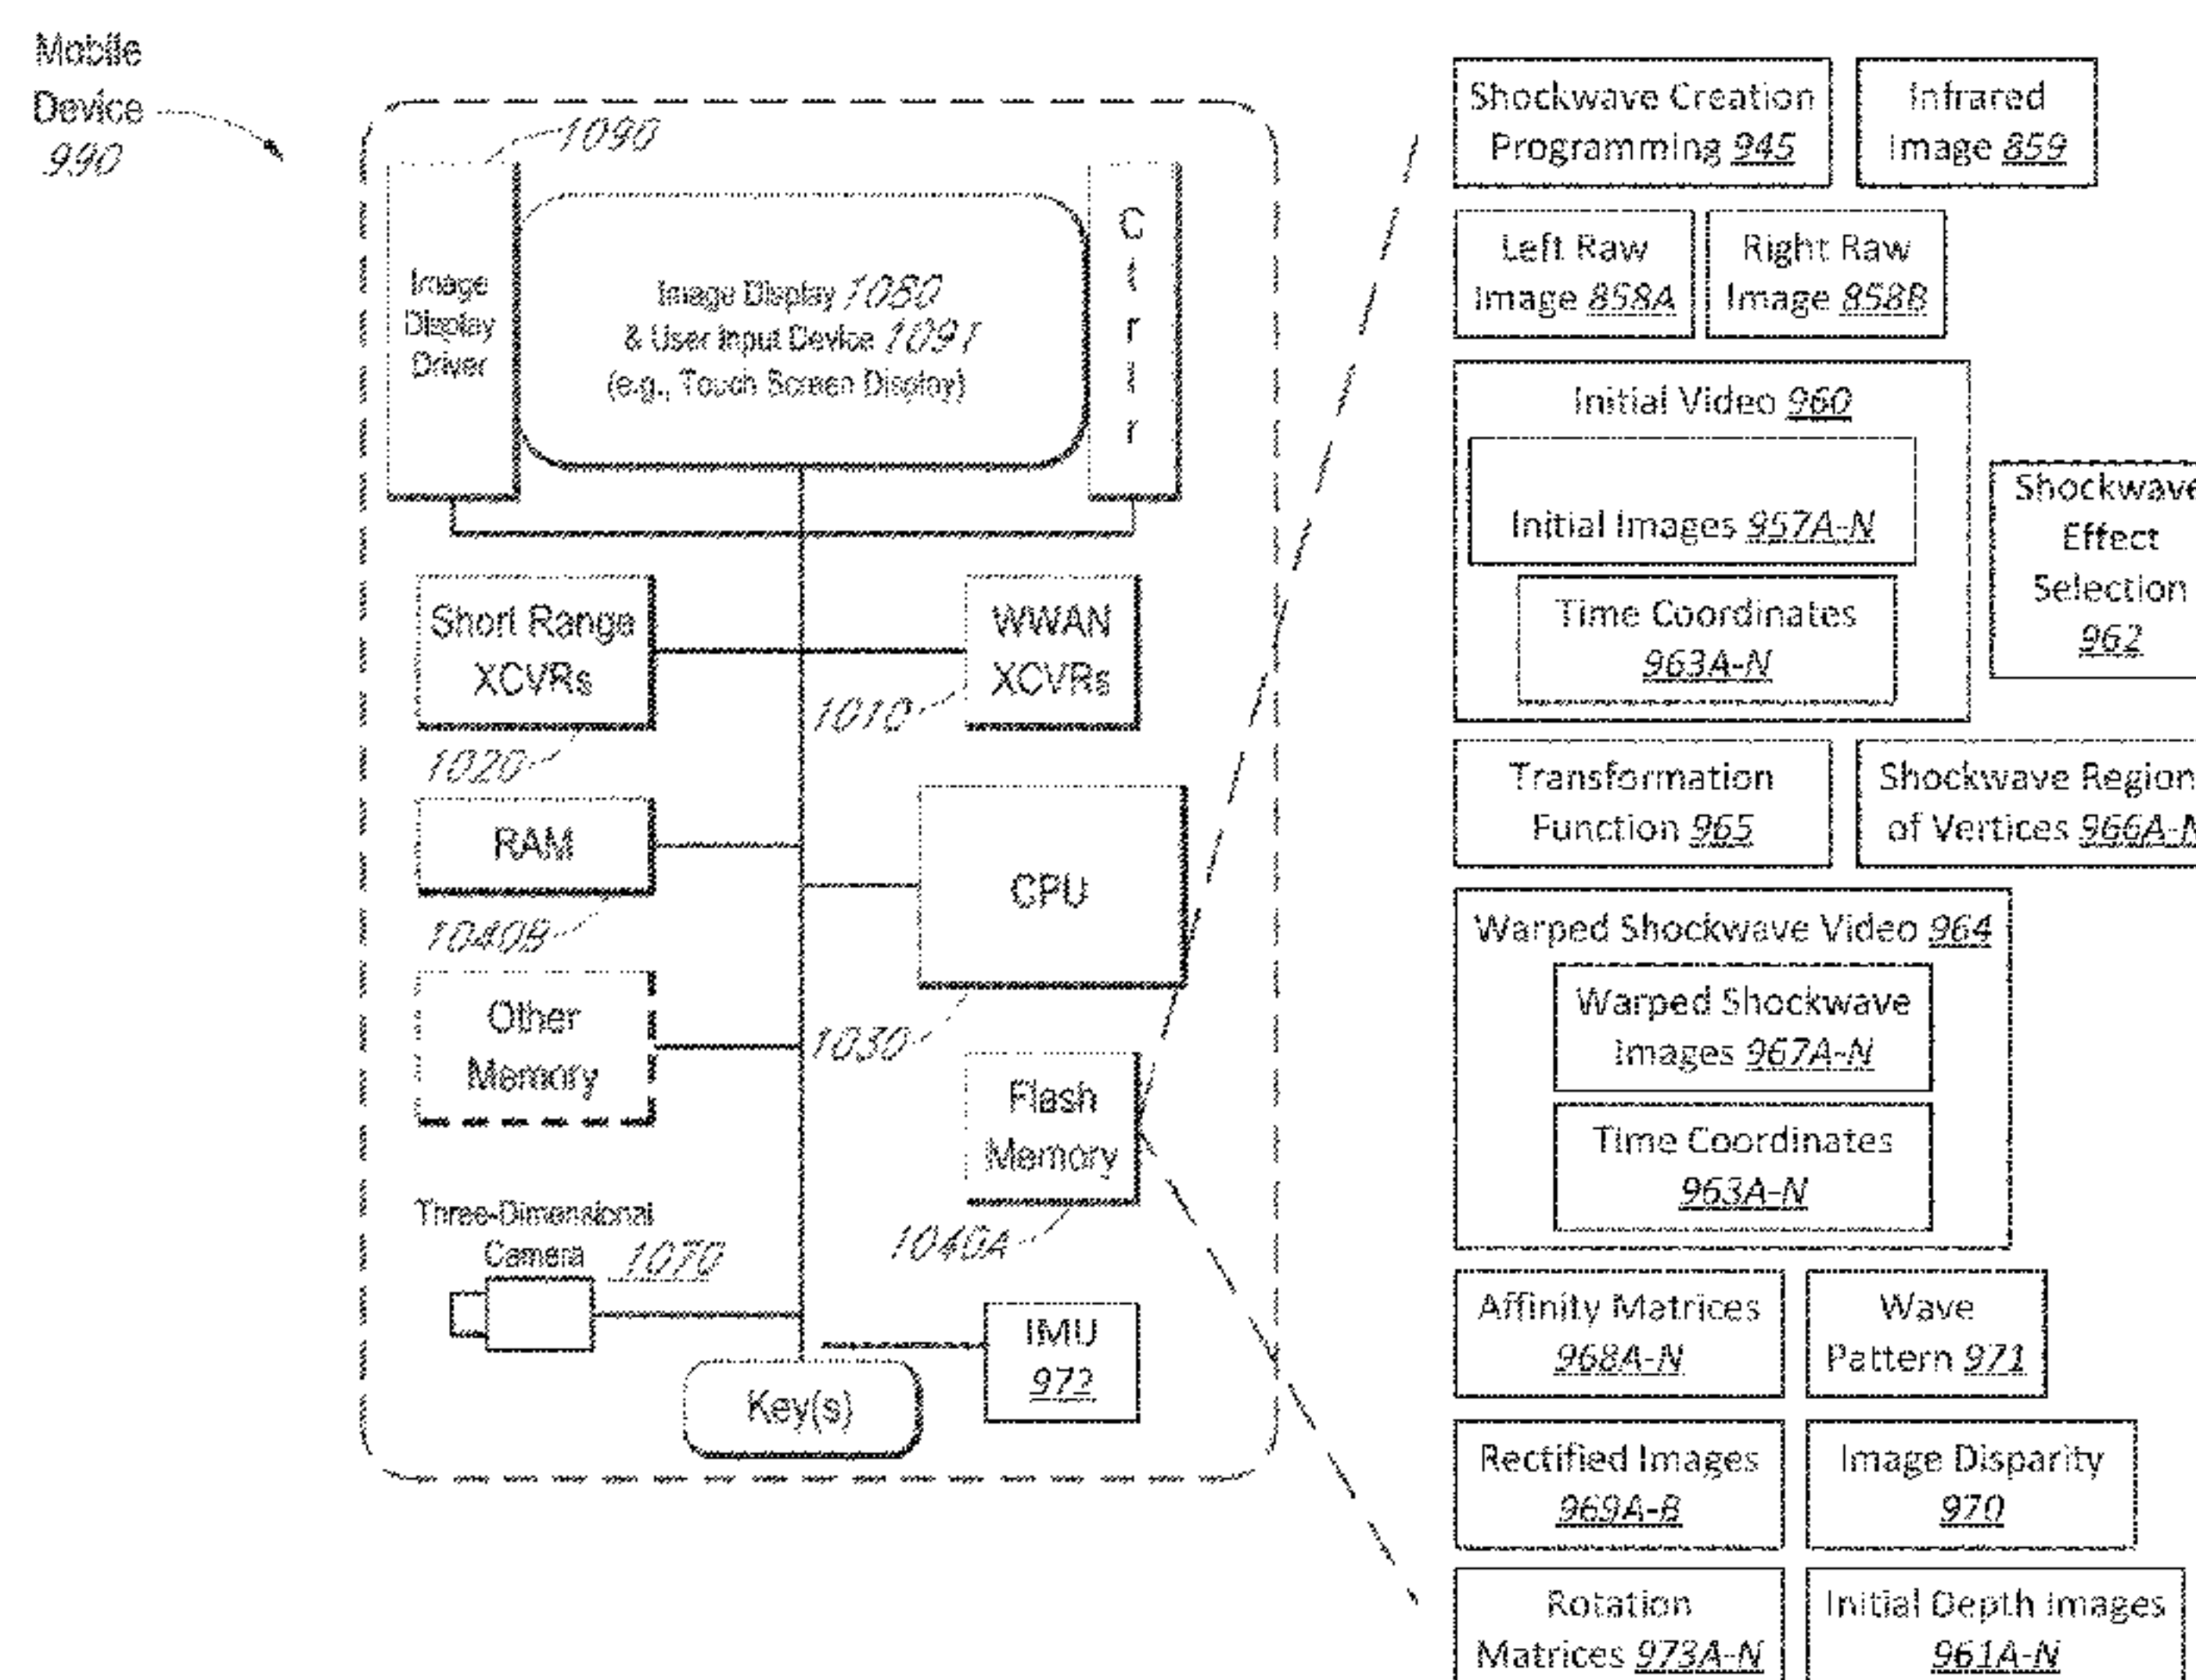 Mobile
Device
990
1090
Image
Display
Driver
Image Display 1080
& User Input Device 1091
(e.g., Touch Screen Display)
C
t
r
l
r
Short Range
XCVRs
1020
WWAN
XCVRs
1010
RAM
1040B
CPU
1030
Other
Memory
Flash
Memory
1040A
Three-Dimensional
Camera 1070
IMU
972
Key(s)
Shockwave Creation
Programming 945
Infrared
Image 859
Left Raw
Image 858A
Right Raw
Image 858B
Initial Video 960
Initial Images 957A-N
Time Coordinates
963A-N
Shockwave
Effect
Selection
962
Transformation
Function 965
Shockwave Region
of Vertices 966A-N
Warped Shockwave Video 964
Warped Shockwave
Images 967A-N
Time Coordinates
963A-N
Affinity Matrices
968A-N
Wave
Pattern 971
Rectified Images
969A-B
Image Disparity
970
Rotation
Matrices 973A-N
Initial Depth Images
961A-N